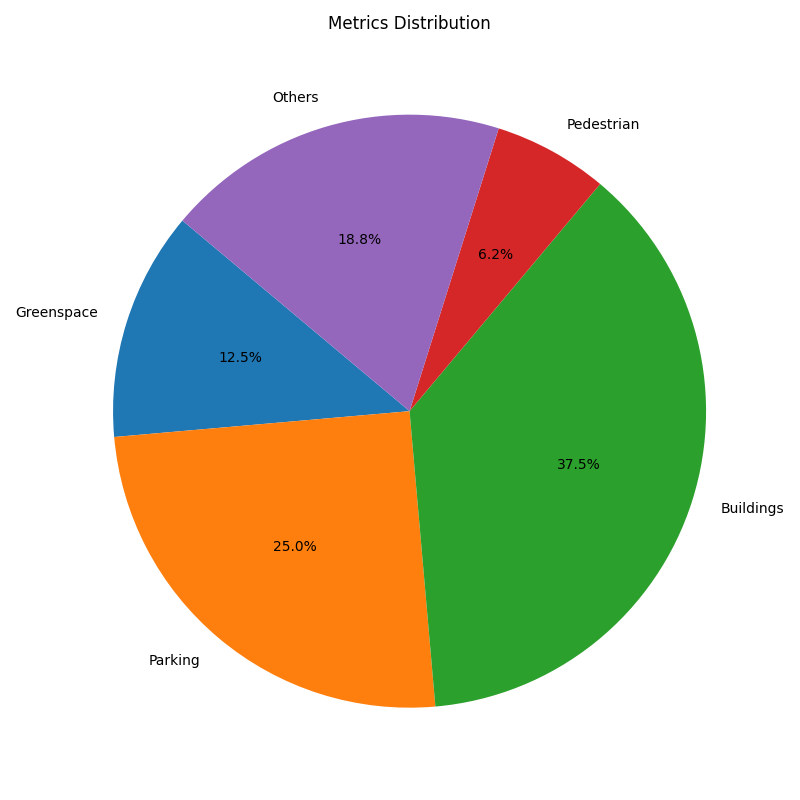 Metrics Distribution
Others
Pedestrian
18.8%
6.2%
Greenspace
12.5%
37.5%
Buildings
25.0%
Parking